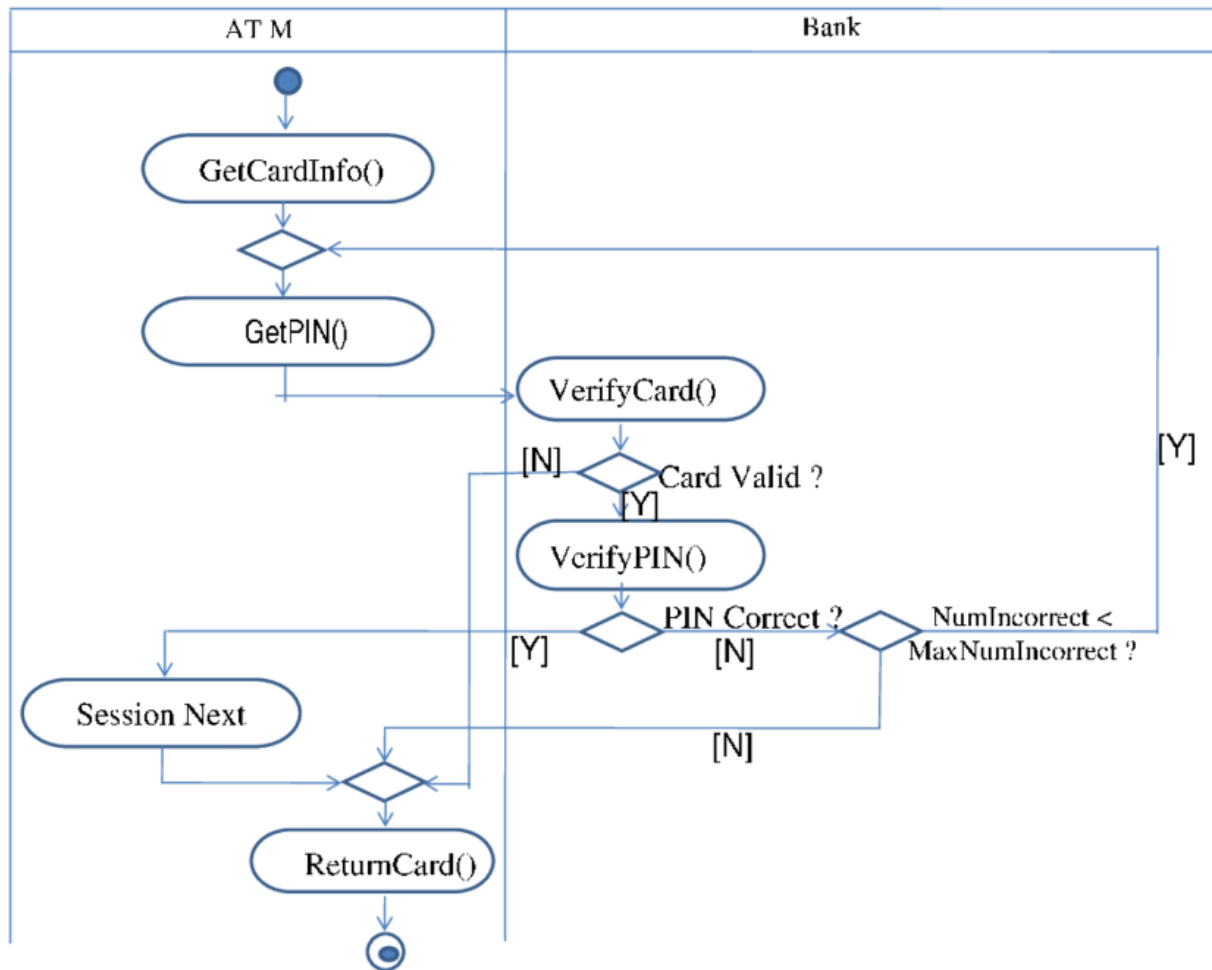 AT M
Bank
GetCardInfo()
GetPIN()
VerifyCard()
[N]
Card Valid ?
[Y]
[Y]
VerifyPIN()
PIN Correct ?
NumIncorrect <
MaxNumIncorrect ?
[Y]
[N]
Session Next
[N]
ReturnCard()